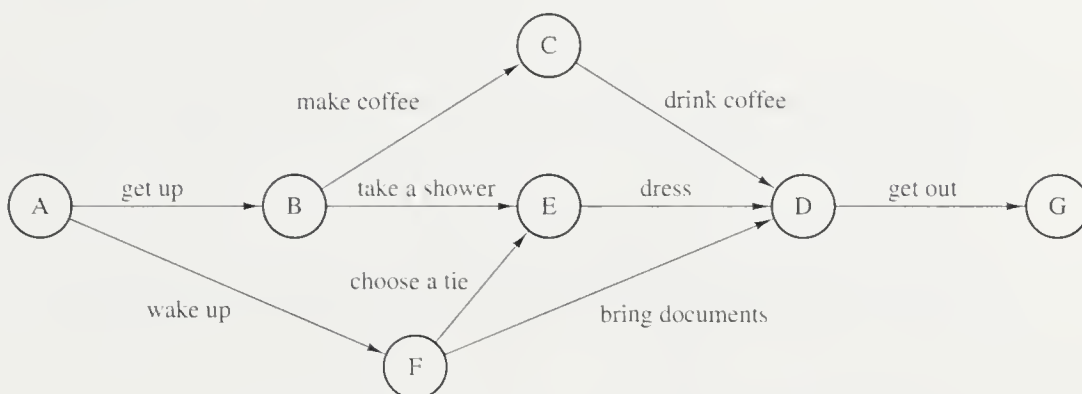 C
make coffee
drink coffee
A
get up
B
take a shower
E
dress
D
get out
G
choose a tie
wake up
bring documents
F